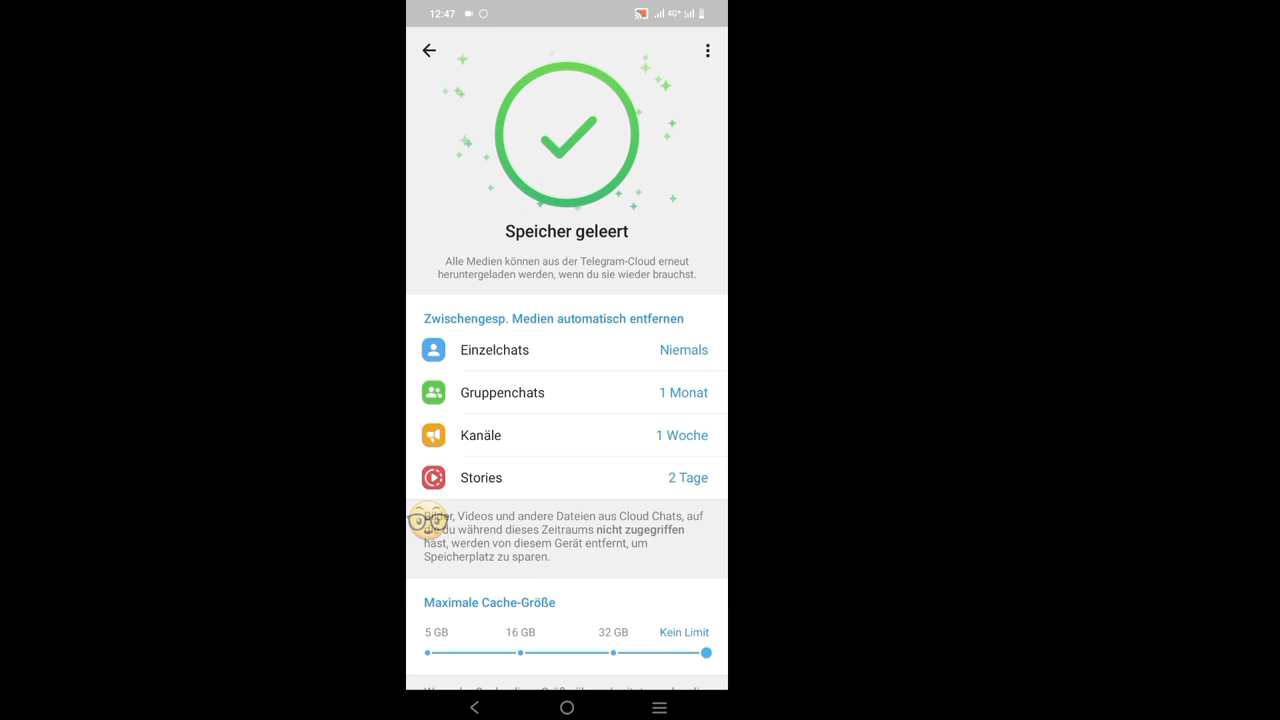 12:47
4G+
Speicher geleert
Alle Medien können aus der Telegram-Cloud erneut
heruntergeladen werden, wenn du sie wieder brauchst.
Zwischengesp. Medien automatisch entfernen
Einzelchats Niemals
Gruppenchats 1 Monat
Kanäle 1 Woche
Stories 2 Tage
Bilder, Videos und andere Dateien aus Cloud Chats, auf
die du während dieses Zeitraums nicht zugegriffen
hast, werden von diesem Gerät entfernt, um
Speicherplatz zu sparen.
Maximale Cache-Größe
5 GB 16 GB 32 GB Kein Limit